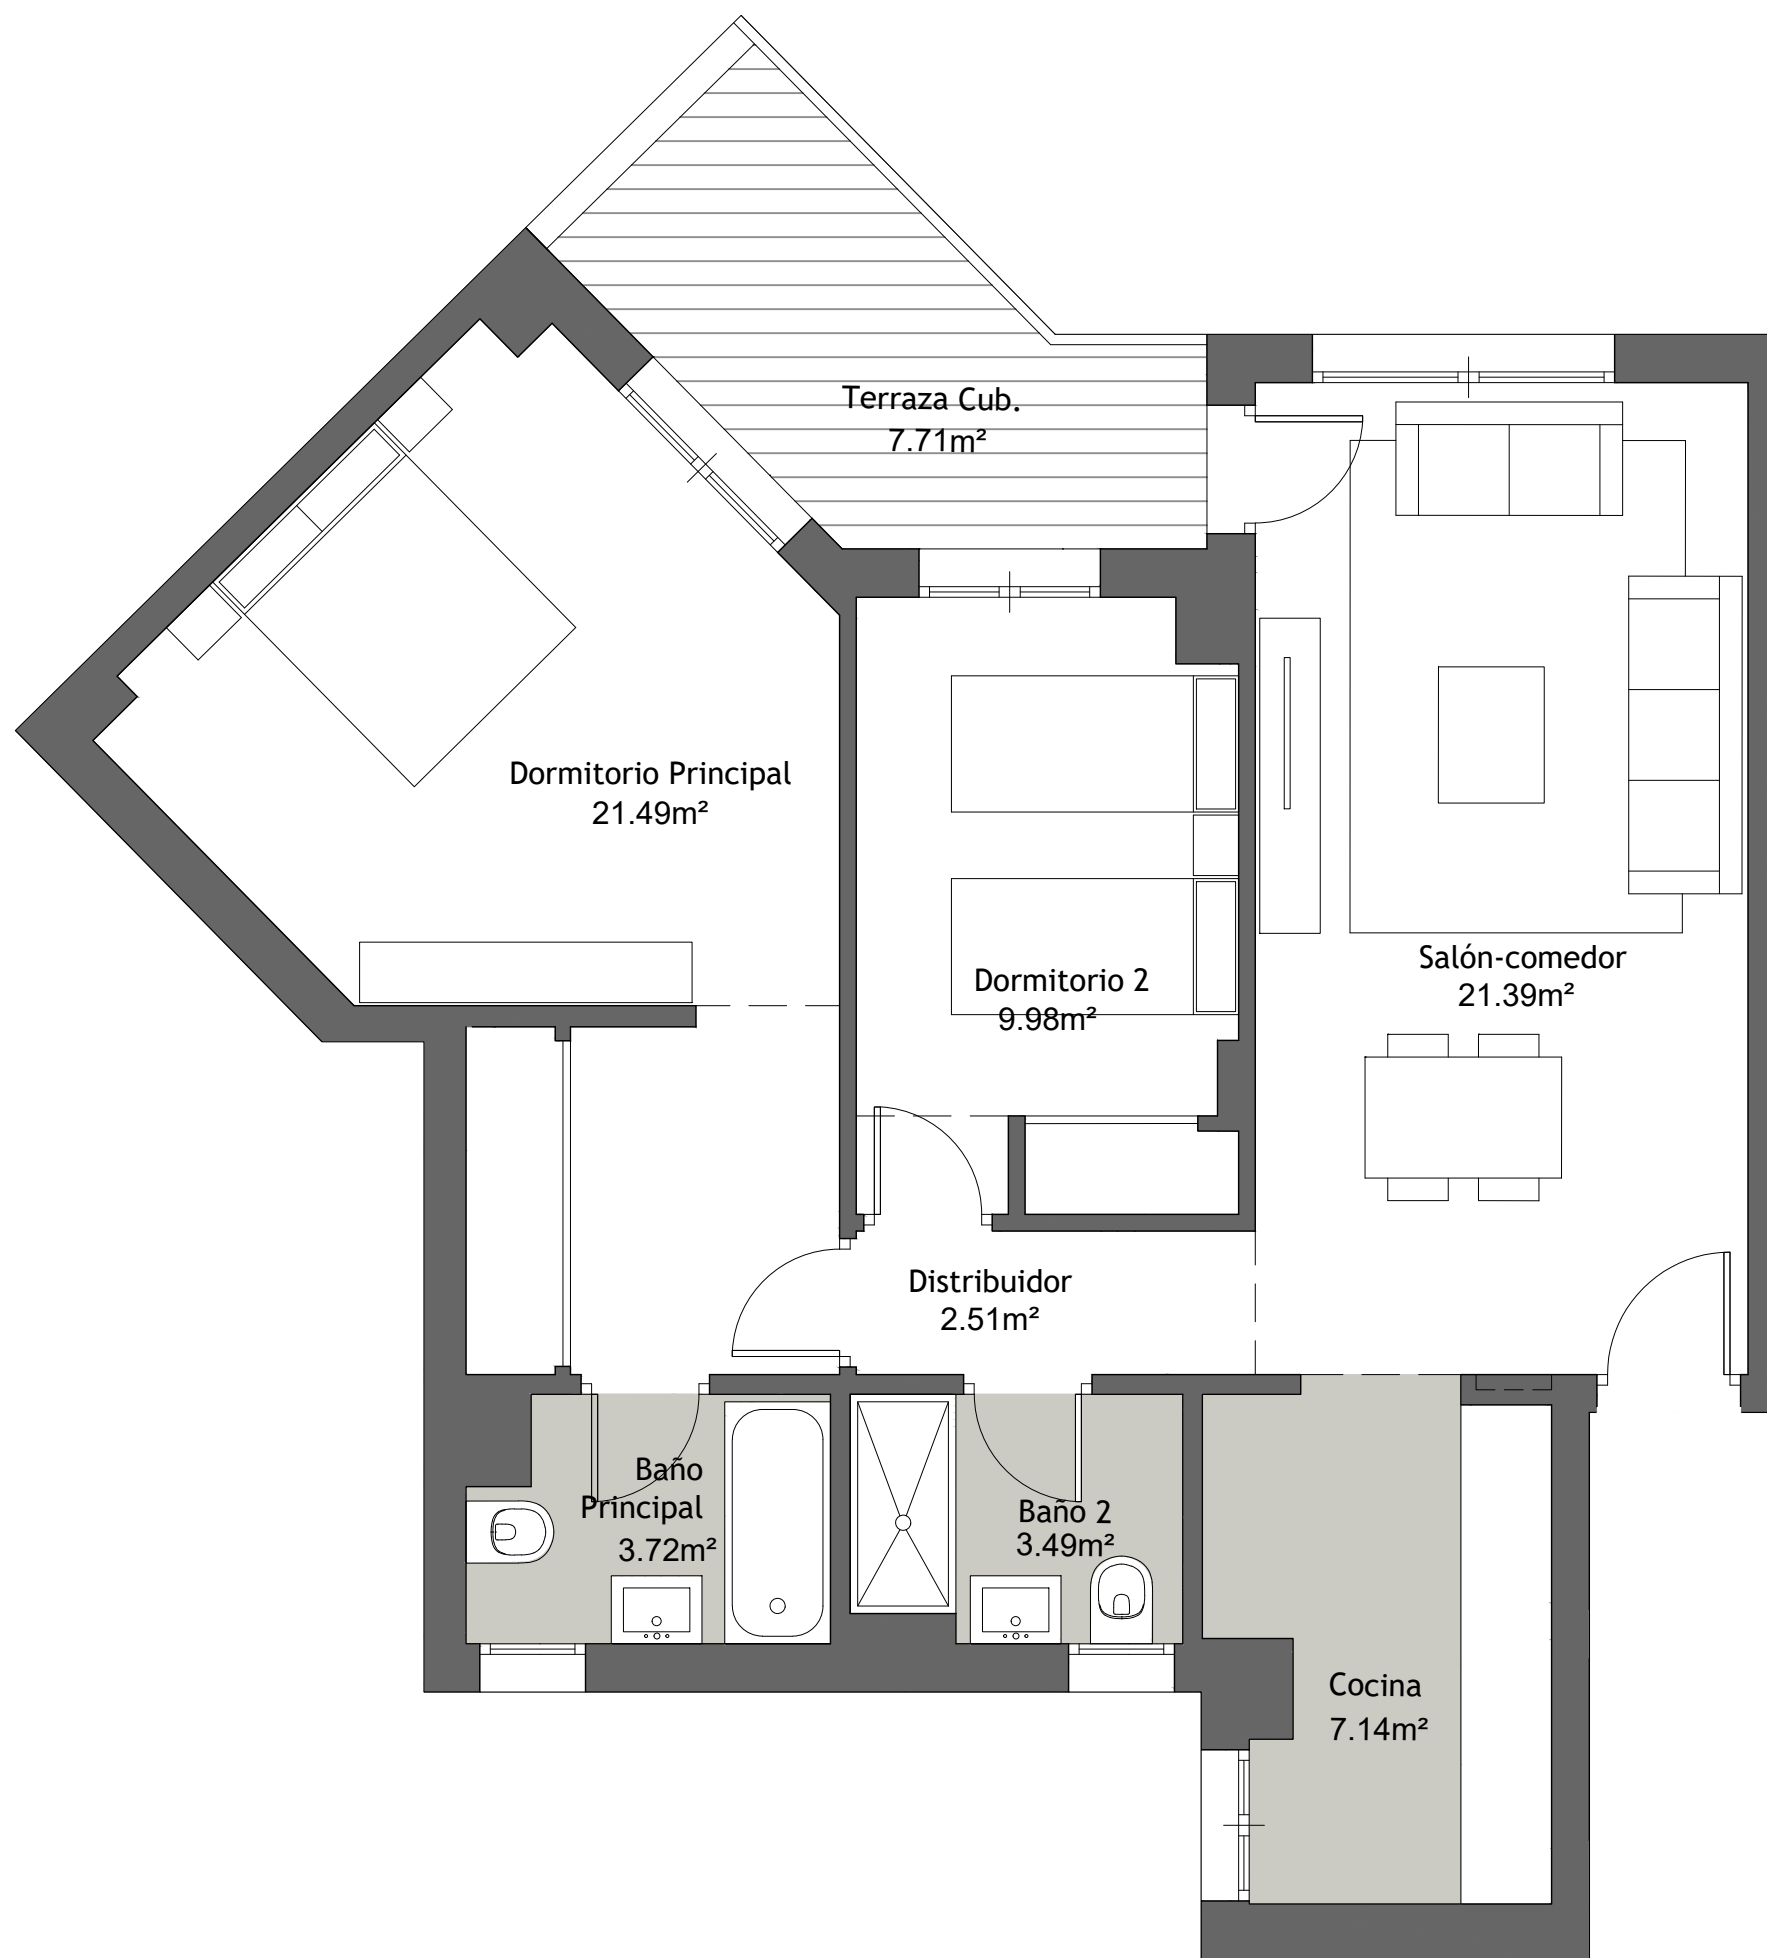 Terraza Cub.
7.71m²
Dormitorio Principal
21.49m²
Salón-comedor
21.39m²
Dormitorio 2
9.98m²
Distribuidor
2.51m²
Baño
Principal
3.72m²
Baño 2
3.49m²
Cocina
7.14m²